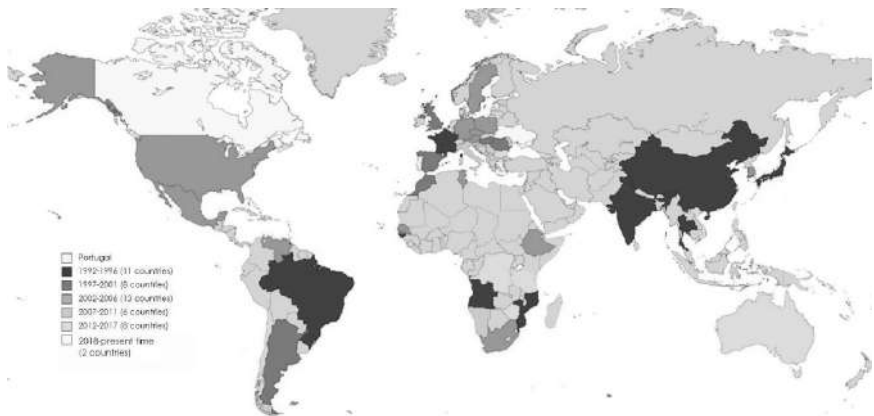 Portugal
1992-1996 (11 countries)
1997-2001 (8 countries)
2002-2006 (13 countries)
2007-2011 (6 countries)
2012-2017 (8 countries)
2018-present time
(2 countries)